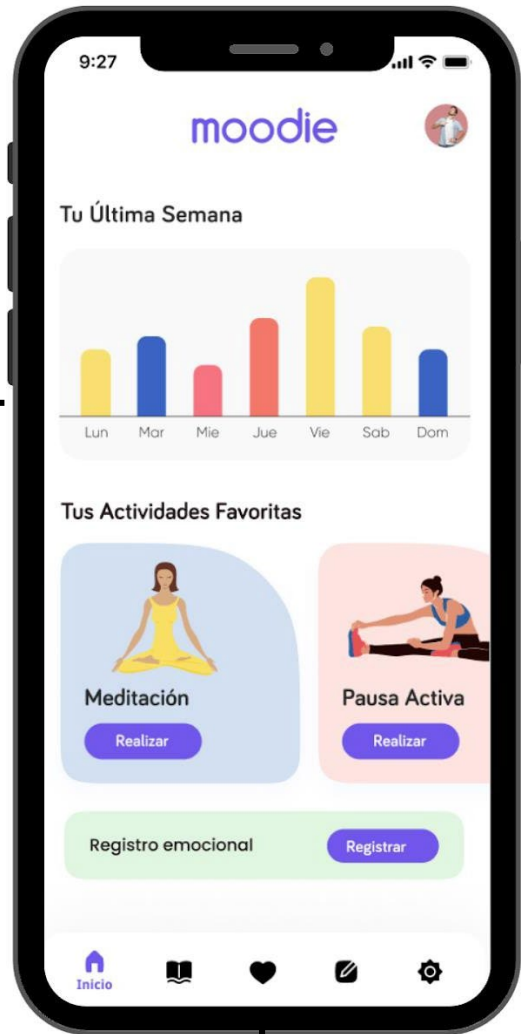 9:27
moodie
Tu Última Semana
Lun Mar Mie Jue Vie Sab Dom
Tus Actividades Favoritas
Meditación Pausa Activa
Realizar Realizar
Registro emocional Registrar
Inicio